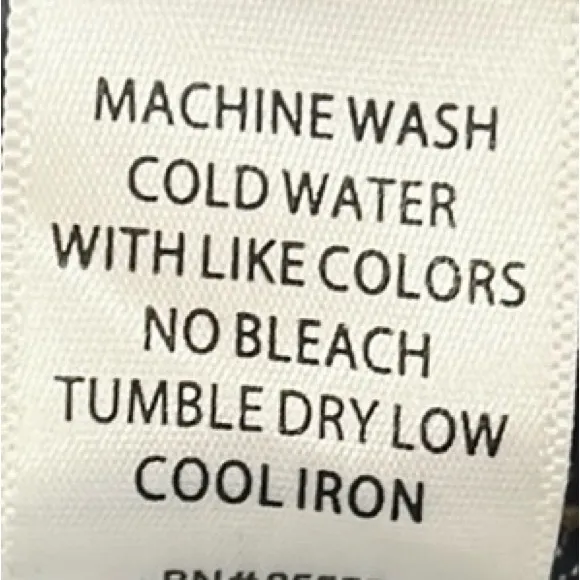 MACHINE WASH
COLD WATER
WITH LIKE COLORS
NO BLEACH
TUMBLE DRY LOW
COOL IRON